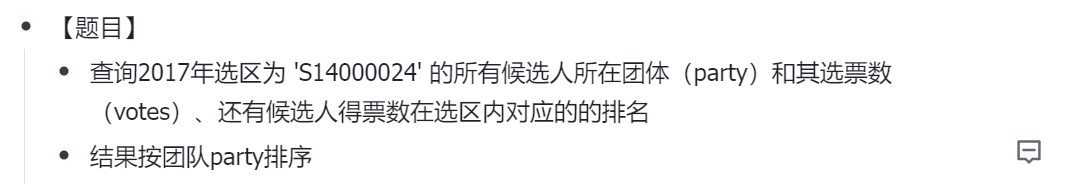 【题目】
查询2017年选区为 'S14000024' 的所有候选人所在团体（party）和其选票数
（votes）、还有候选人得票数在选区内对应的的排名
结果按团队party排序